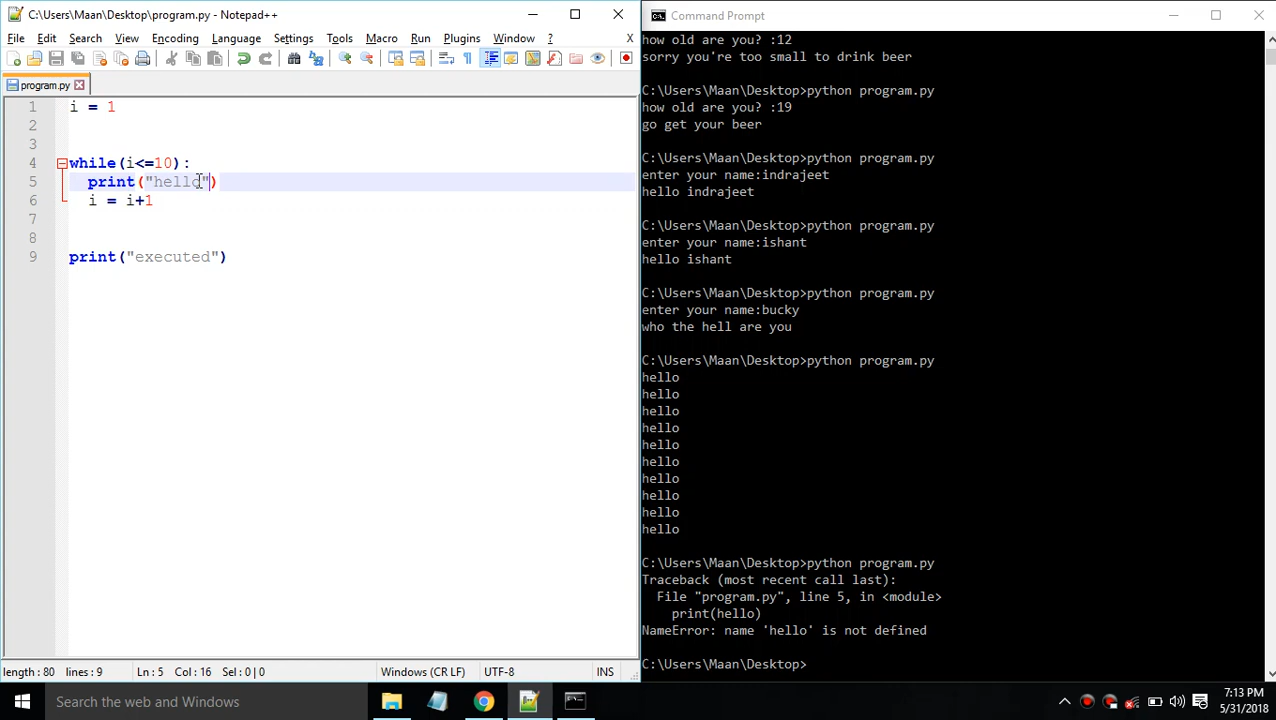 C:\Users\Maan\Desktop\program.py - Notepad++
File Edit Search View Encoding Language Settings Tools Macro Run Plugins Window ? X
program.py
1 i = 1
2
3
4 while(i<=10):
5 print("hello")
6 i = i+1
7
8
9 print("executed")
length: 80 lines: 9 Ln: 5 Col: 16 Sel: 0 | 0 Windows (CR LF) UTF-8 INS
Command Prompt
how old are you? :12
sorry you're too small to drink beer
C:\Users\Maan\Desktop>python program.py
how old are you? :19
go get your beer
C:\Users\Maan\Desktop>python program.py
enter your name:indrajeet
hello indrajeet
C:\Users\Maan\Desktop>python program.py
enter your name:ishant
hello ishant
C:\Users\Maan\Desktop>python program.py
enter your name:bucky
who the hell are you
C:\Users\Maan\Desktop>python program.py
hello
hello
hello
hello
hello
hello
hello
hello
hello
hello
C:\Users\Maan\Desktop>python program.py
Traceback (most recent call last):
File "program.py", line 5, in <module>
print(hello)
NameError: name 'hello' is not defined
C:\Users\Maan\Desktop>
Search the web and Windows
7:13 PM
5/31/2018